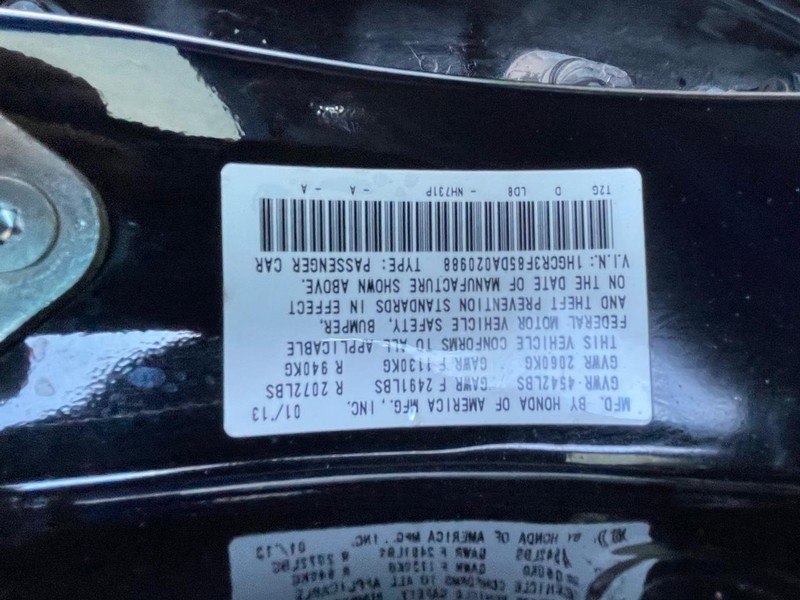 MFD. BY HONDA OF AMERICA MFG., INC. 01/'13
GVWR 4542LBS GAWR F 2491LBS R 2072LBS
GVWR 2060KG GAWR F 1130KG R 940KG
THIS VEHICLE CONFORMS TO ALL APPLICABLE
FEDERAL MOTOR VEHICLE SAFETY, BUMPER,
AND THEFT PREVENTION STANDARDS IN EFFECT
ON THE DATE OF MANUFACTURE SHOWN ABOVE.
V.I.N.: 1HGCR3F85DA020988 TYPE: PASSENGER CAR
T2G D LD8 - NH731P - A - A